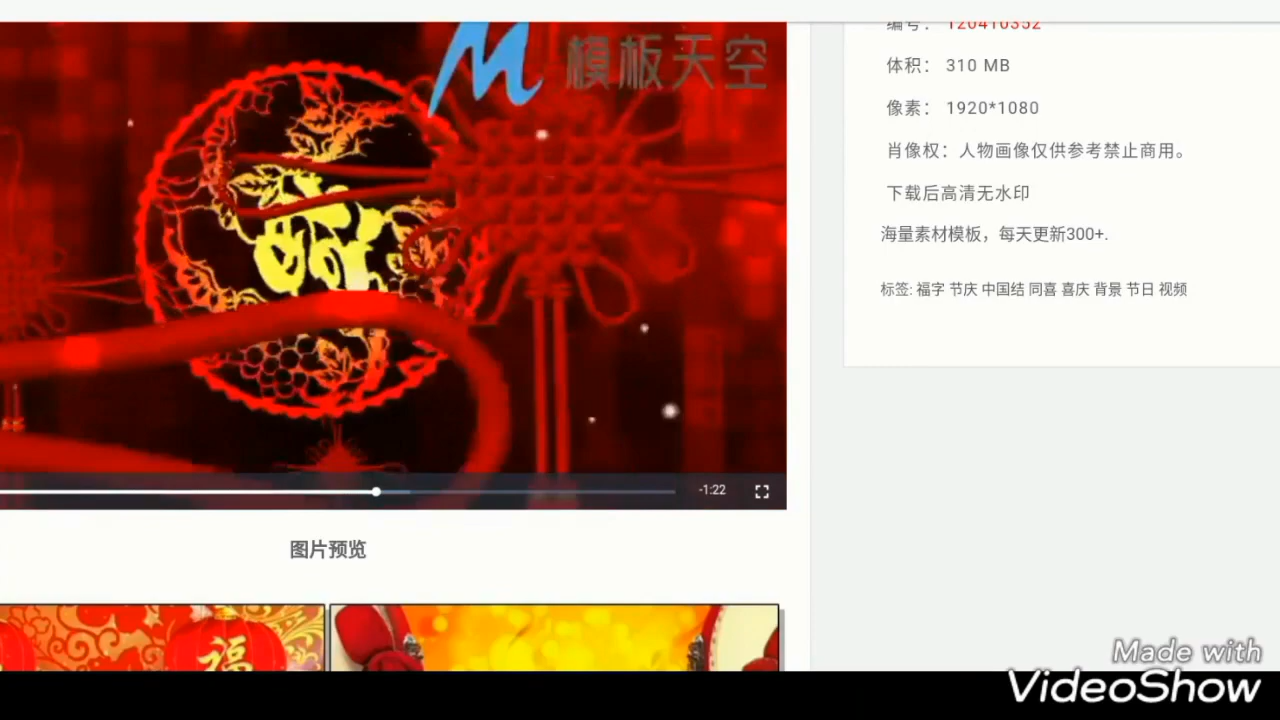 模板天空
编号： 120410352
体积： 310 MB
像素： 1920*1080
肖像权：人物画像仅供参考禁止商用。
下载后高清无水印
海量素材模板，每天更新300+.
标签: 福字 节庆 中国结 同喜 喜庆 背景 节日 视频
-1:22
图片预览
福
Made with
VideoShow